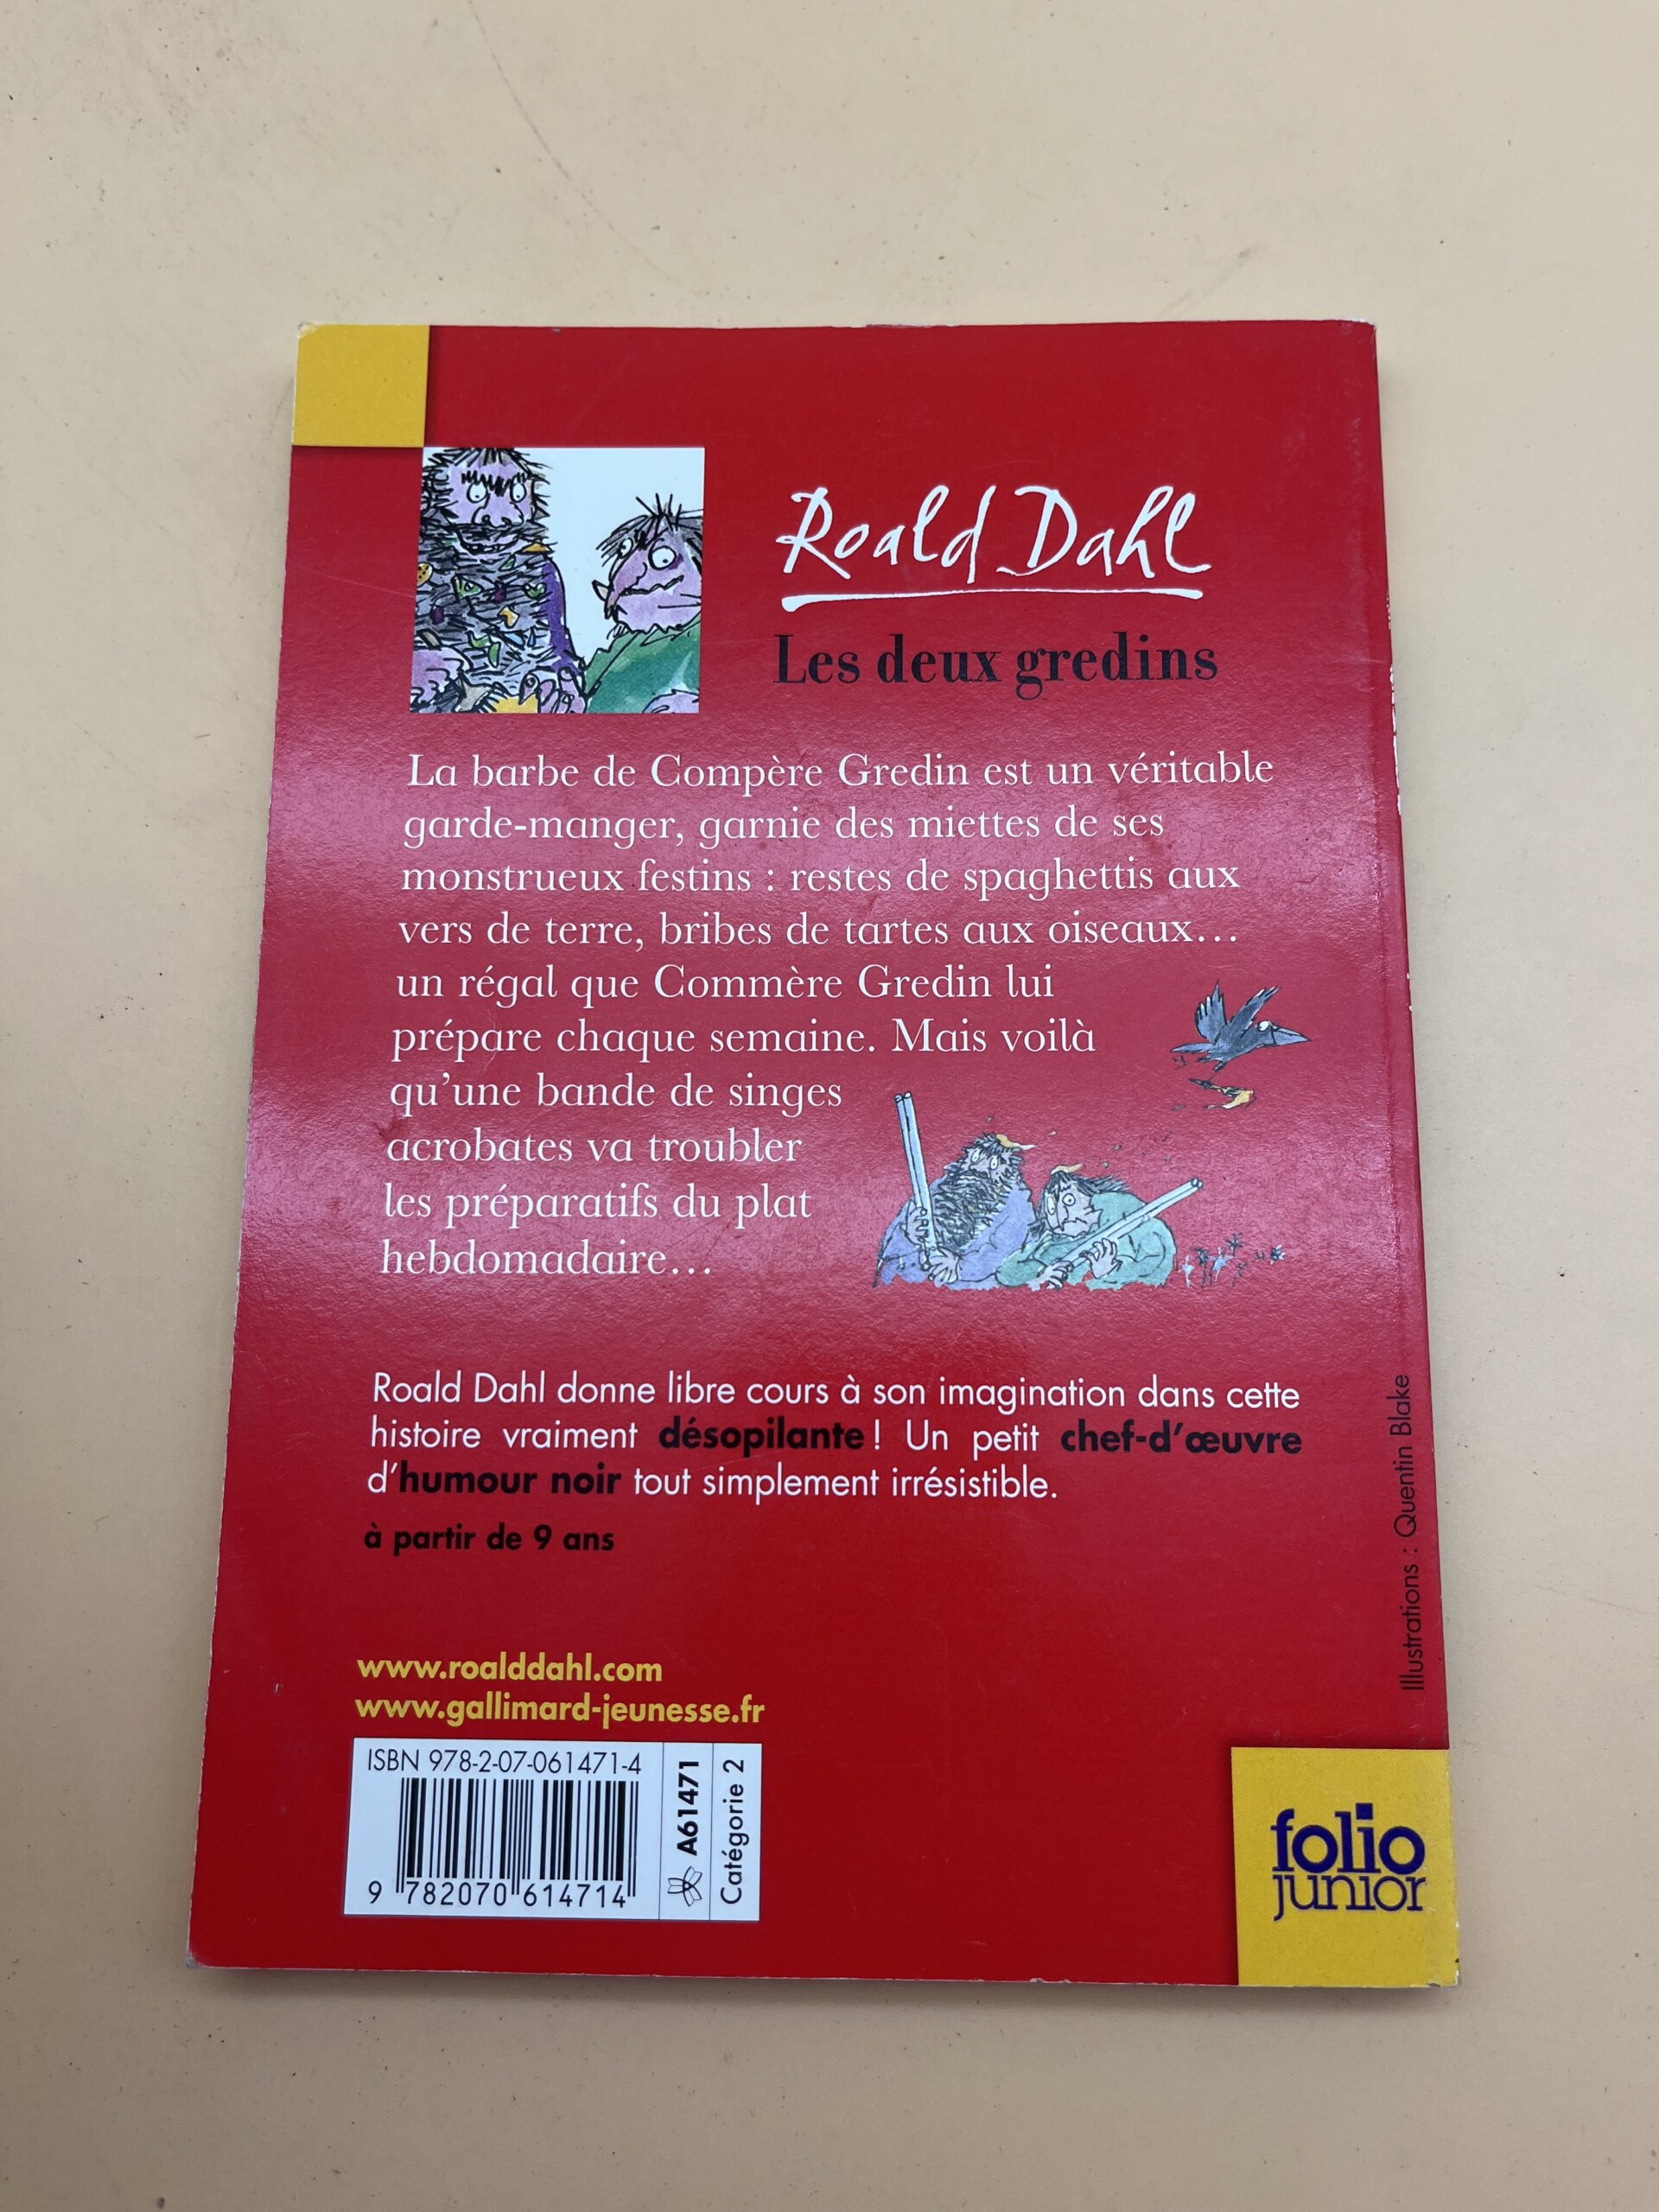 Roald Dahl
Les deux gredins
La barbe de Compère Gredin est un véritable
garde-manger, garnie des miettes de ses
monstrueux festins : restes de spaghettis aux
vers de terre, bribes de tartes aux oiseaux…
un régal que Commère Gredin lui
prépare chaque semaine. Mais voilà
qu'une bande de singes
acrobates va troubler
les préparatifs du plat
hebdomadaire…
Roald Dahl donne libre cours à son imagination dans cette
histoire vraiment désopilante ! Un petit chef-d'œuvre
d'humour noir tout simplement irrésistible.
à partir de 9 ans
Illustrations : Quentin Blake
www.roalddahl.com
www.gallimard-jeunesse.fr
ISBN 978-2-07-061471-4
9 782070 614714
A61471
Catégorie 2
folio
junior